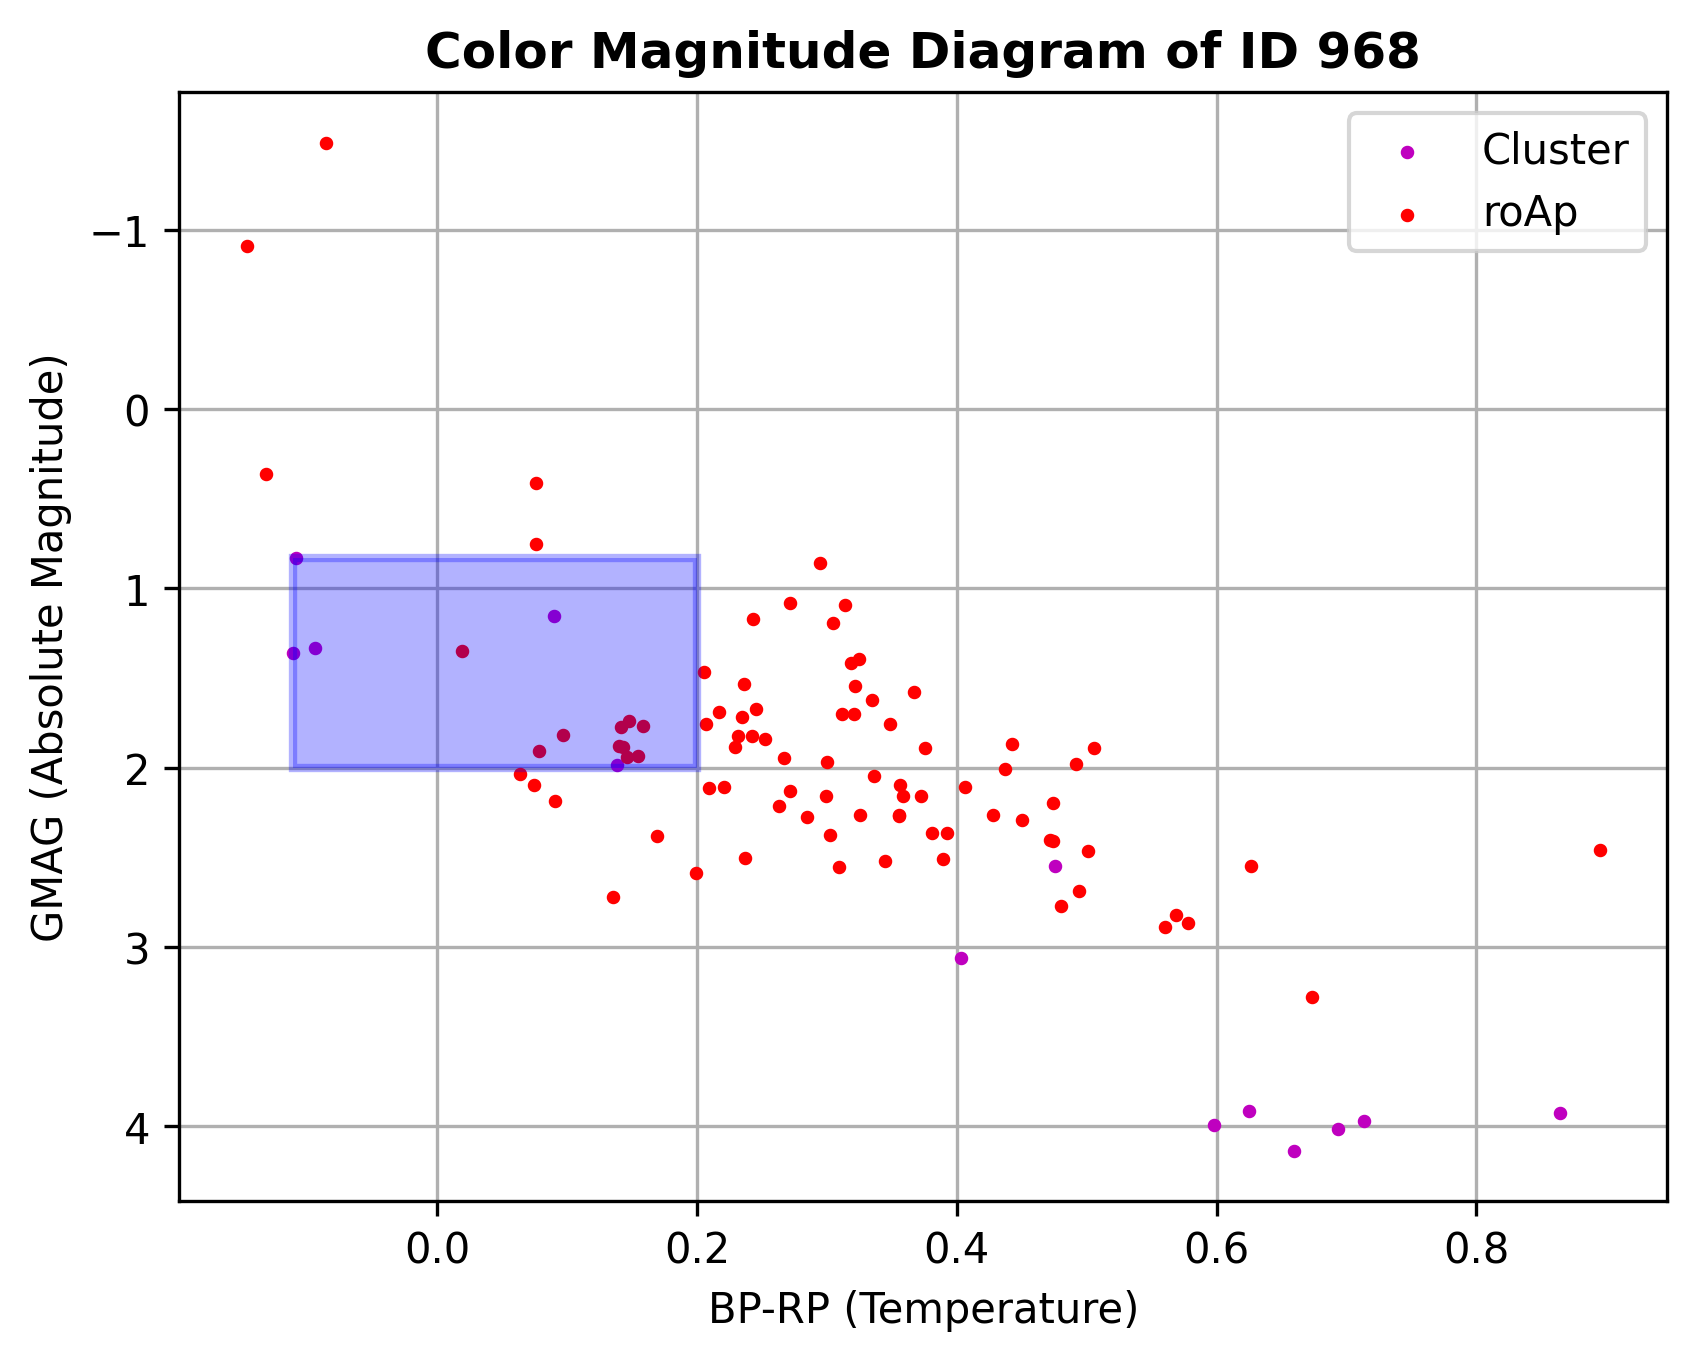 Color Magnitude Diagram of ID 968
Cluster
roAp
GMAG (Absolute Magnitude)
−1
0
1
2
3
4
0.0 0.2 0.4 0.6 0.8
BP-RP (Temperature)